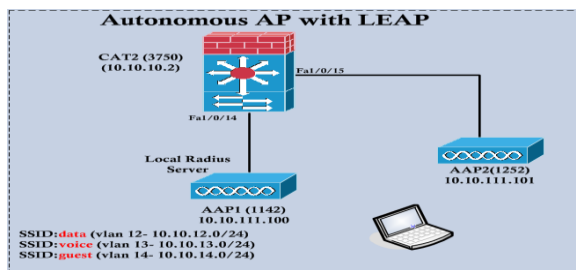 Autonomous AP with LEAP
CAT2 (3750)
(10.10.10.2)
Fa1/0/15
Fa1/0/14
Local Radius
Server
AAP1 (1142)
10.10.111.100
AAP2(1252)
10.10.111.101
SSID:data (vlan 12- 10.10.12.0/24)
SSID:voice (vlan 13- 10.10.13.0/24)
SSID:guest (vlan 14- 10.10.14.0/24)